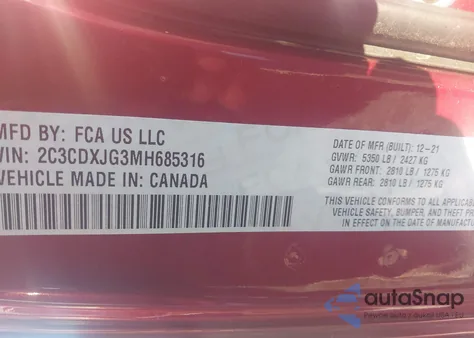 MFD BY: FCA US LLC
VIN: 2C3CDXJG3MH685316
VEHICLE MADE IN: CANADA
DATE OF MFR (BUILT): 12-21
GVWR: 5350 LB / 2427 KG
GAWR FRONT: 2810 LB / 1275 KG
GAWR REAR: 2810 LB / 1275 KG
THIS VEHICLE CONFORMS TO ALL
VEHICLE SAFETY, BUMPER, AND THEFT PR
IN EFFECT ON THE DATE OF MANUF
autoSnap